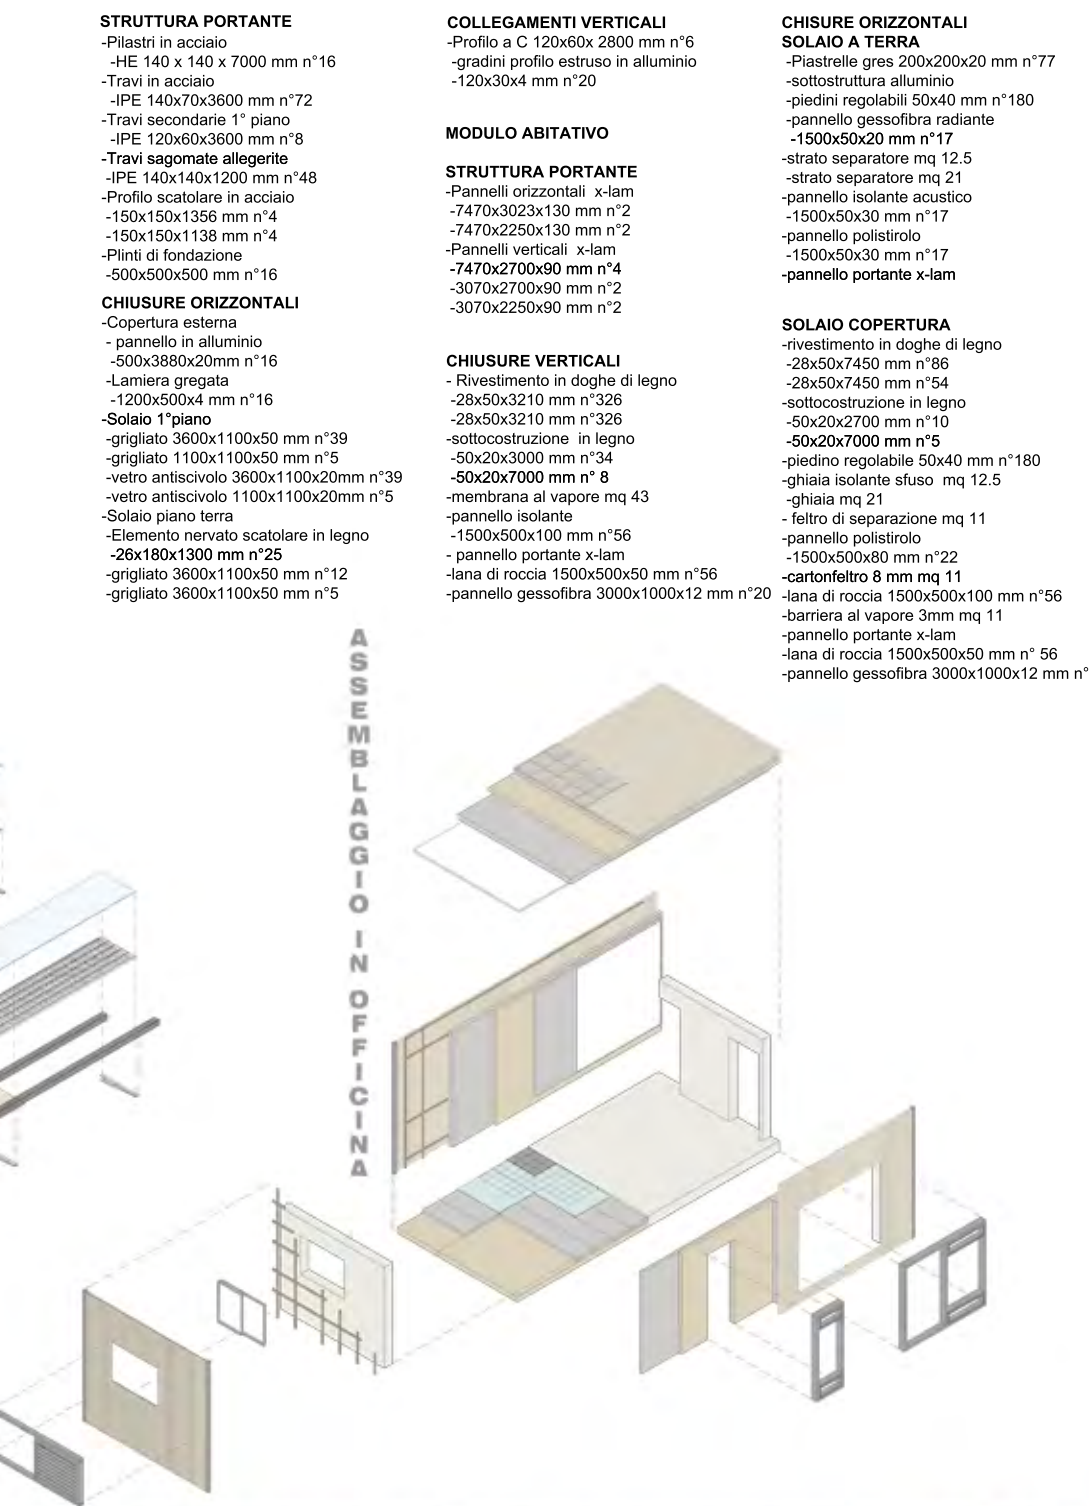 STRUTTURA PORTANTE
-Pilastri in acciaio
-HE 140 x 140 x 7000 mm n°16
-Travi in acciaio
-IPE 140x70x3600 mm n°72
-Travi secondarie 1° piano
-IPE 120x60x3600 mm n°8
-Travi sagomate allegerite
-IPE 140x140x1200 mm n°48
-Profilo scatolare in acciaio
-150x150x1356 mm n°4
-150x150x1138 mm n°4
-Plinti di fondazione
-500x500x500 mm n°16
CHIUSURE ORIZZONTALI
-Copertura esterna
- pannello in alluminio
-500x3880x20mm n°16
-Lamiera gregata
-1200x500x4 mm n°16
-Solaio 1°piano
-grigliato 3600x1100x50 mm n°39
-grigliato 1100x1100x50 mm n°5
-vetro antiscivolo 3600x1100x20mm n°39
-vetro antiscivolo 1100x1100x20mm n°5
-Solaio piano terra
-Elemento nervato scatolare in legno
-26x180x1300 mm n°25
-grigliato 3600x1100x50 mm n°12
-grigliato 3600x1100x50 mm n°5
COLLEGAMENTI VERTICALI
-Profilo a C 120x60x 2800 mm n°6
-gradini profilo estruso in alluminio
-120x30x4 mm n°20
MODULO ABITATIVO
STRUTTURA PORTANTE
-Pannelli orizzontali x-lam
-7470x3023x130 mm n°2
-7470x2250x130 mm n°2
-Pannelli verticali x-lam
-7470x2700x90 mm n°4
-3070x2700x90 mm n°2
-3070x2250x90 mm n°2
CHIUSURE VERTICALI
- Rivestimento in doghe di legno
-28x50x3210 mm n°326
-28x50x3210 mm n°326
-sottocostruzione in legno
-50x20x3000 mm n°34
-50x20x7000 mm n° 8
-membrana al vapore mq 43
-pannello isolante
-1500x500x100 mm n°56
- pannello portante x-lam
-lana di roccia 1500x500x50 mm n°56
-pannello gessofibra 3000x1000x12 mm n°20
CHISURE ORIZZONTALI
SOLAIO A TERRA
-Piastrelle gres 200x200x20 mm n°77
-sottostruttura alluminio
-piedini regolabili 50x40 mm n°180
-pannello gessofibra radiante
-1500x50x20 mm n°17
-strato separatore mq 12.5
-strato separatore mq 21
-pannello isolante acustico
-1500x50x30 mm n°17
-pannello polistirolo
-1500x50x30 mm n°17
-pannello portante x-lam
SOLAIO COPERTURA
-rivestimento in doghe di legno
-28x50x7450 mm n°86
-28x50x7450 mm n°54
-sottocostruzione in legno
-50x20x2700 mm n°10
-50x20x7000 mm n°5
-piedino regolabile 50x40 mm n°180
-ghiaia isolante sfuso mq 12.5
-ghiaia mq 21
- feltro di separazione mq 11
-pannello polistirolo
-1500x500x80 mm n°22
-cartonfeltro 8 mm mq 11
-lana di roccia 1500x500x100 mm n°56
-barriera al vapore 3mm mq 11
-pannello portante x-lam
-lana di roccia 1500x500x50 mm n° 56
-pannello gessofibra 3000x1000x12 mm n°
ASSEMBLAGGIO IN OFFICINA